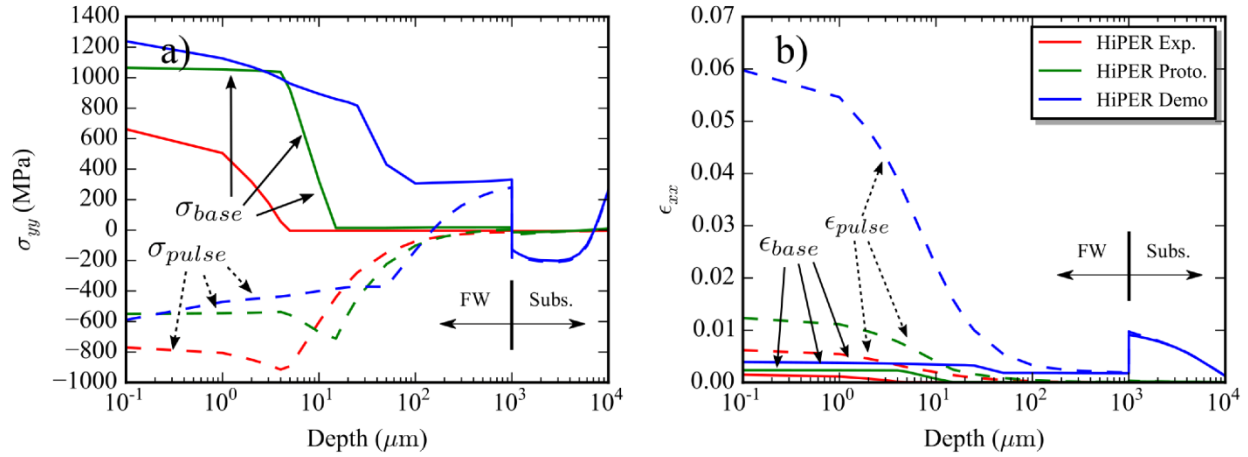 a)
1400
1200
1000
800
600
400
200
0
−200
−400
−600
−800
−1000
σyy (MPa)
σbase
σpulse
FW Subs.
10⁻¹ 10⁰ 10¹ 10² 10³ 10⁴
Depth (μm)
b)
0.07
0.06
0.05
0.04
0.03
0.02
0.01
0.00
ϵxx
HiPER Exp.
HiPER Proto.
HiPER Demo
ϵbase
ϵpulse
FW Subs.
10⁻¹ 10⁰ 10¹ 10² 10³ 10⁴
Depth (μm)